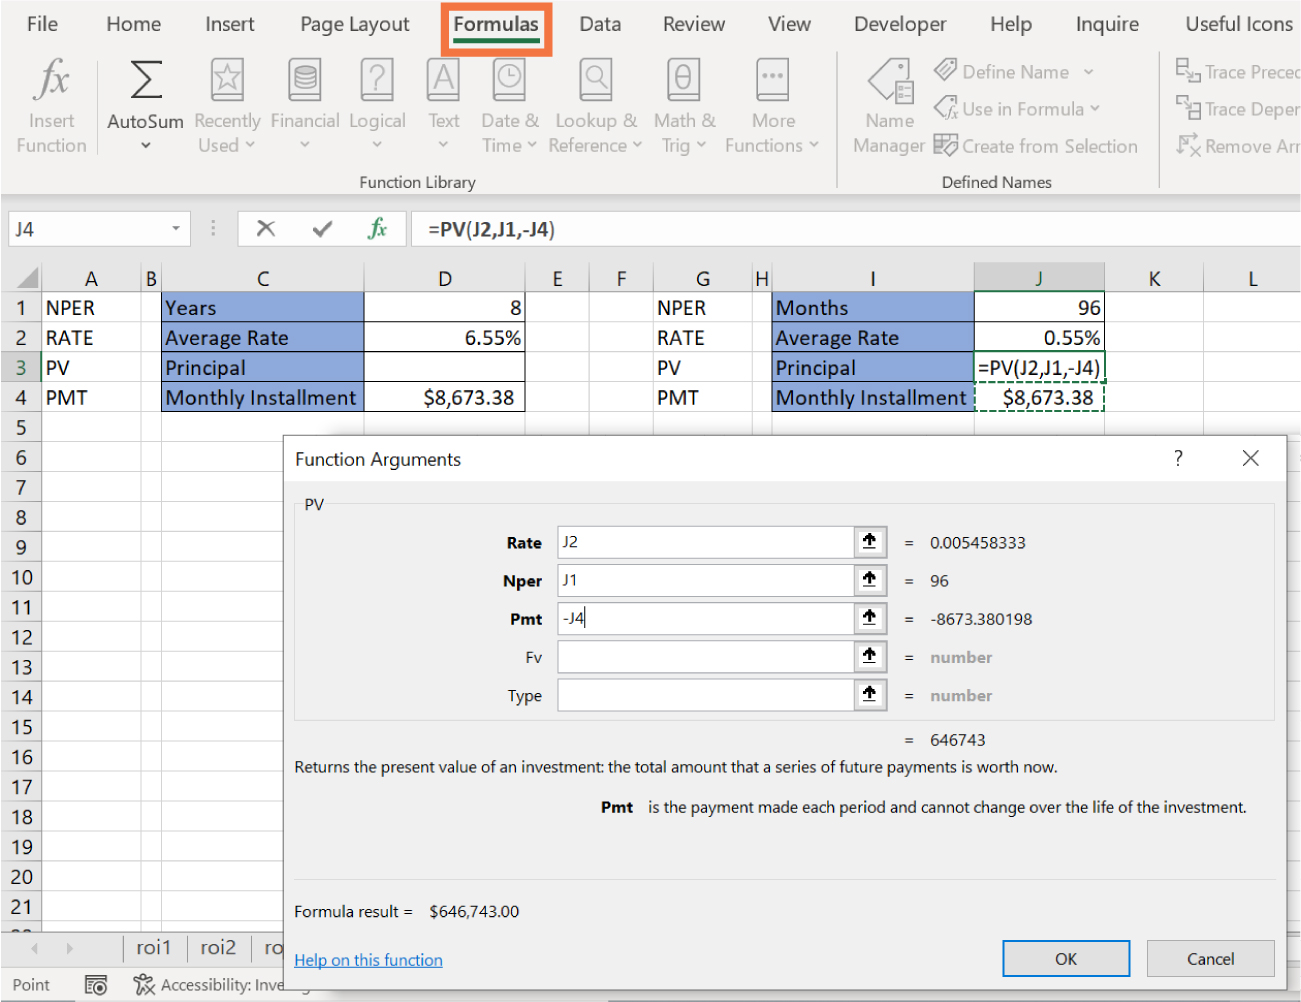 File Home Insert Page Layout Formulas Data Review View Developer Help Inquire Useful Icons
fx Insert Function
AutoSum
Recently Used
Financial
Logical
Text
Date & Time
Lookup & Reference
Math & Trig
More Functions
Function Library
Name Manager
Define Name
Use in Formula
Create from Selection
Defined Names
Trace Prece
Trace Deper
Remove Arr
J4 fx =PV(J2,J1,-J4)
A B C D E F G H I J K L
1 NPER Years 8 NPER Months 96
2 RATE Average Rate 6.55% RATE Average Rate 0.55%
3 PV Principal PV Principal =PV(J2,J1,-J4)
4 PMT Monthly Installment $8,673.38 PMT Monthly Installment $8,673.38
5
6
7
8
9
10
11
12
13
14
15
16
17
18
19
20
21
Function Arguments ?
PV
Rate J2 = 0.005458333
Nper J1 = 96
Pmt -J4 = -8673.380198
Fv = number
Type = number
= 646743
Returns the present value of an investment: the total amount that a series of future payments is worth now.
Pmt is the payment made each period and cannot change over the life of the investment.
Formula result = $646,743.00
Help on this function OK Cancel
roi1 roi2 ro
Point Accessibility: Inve